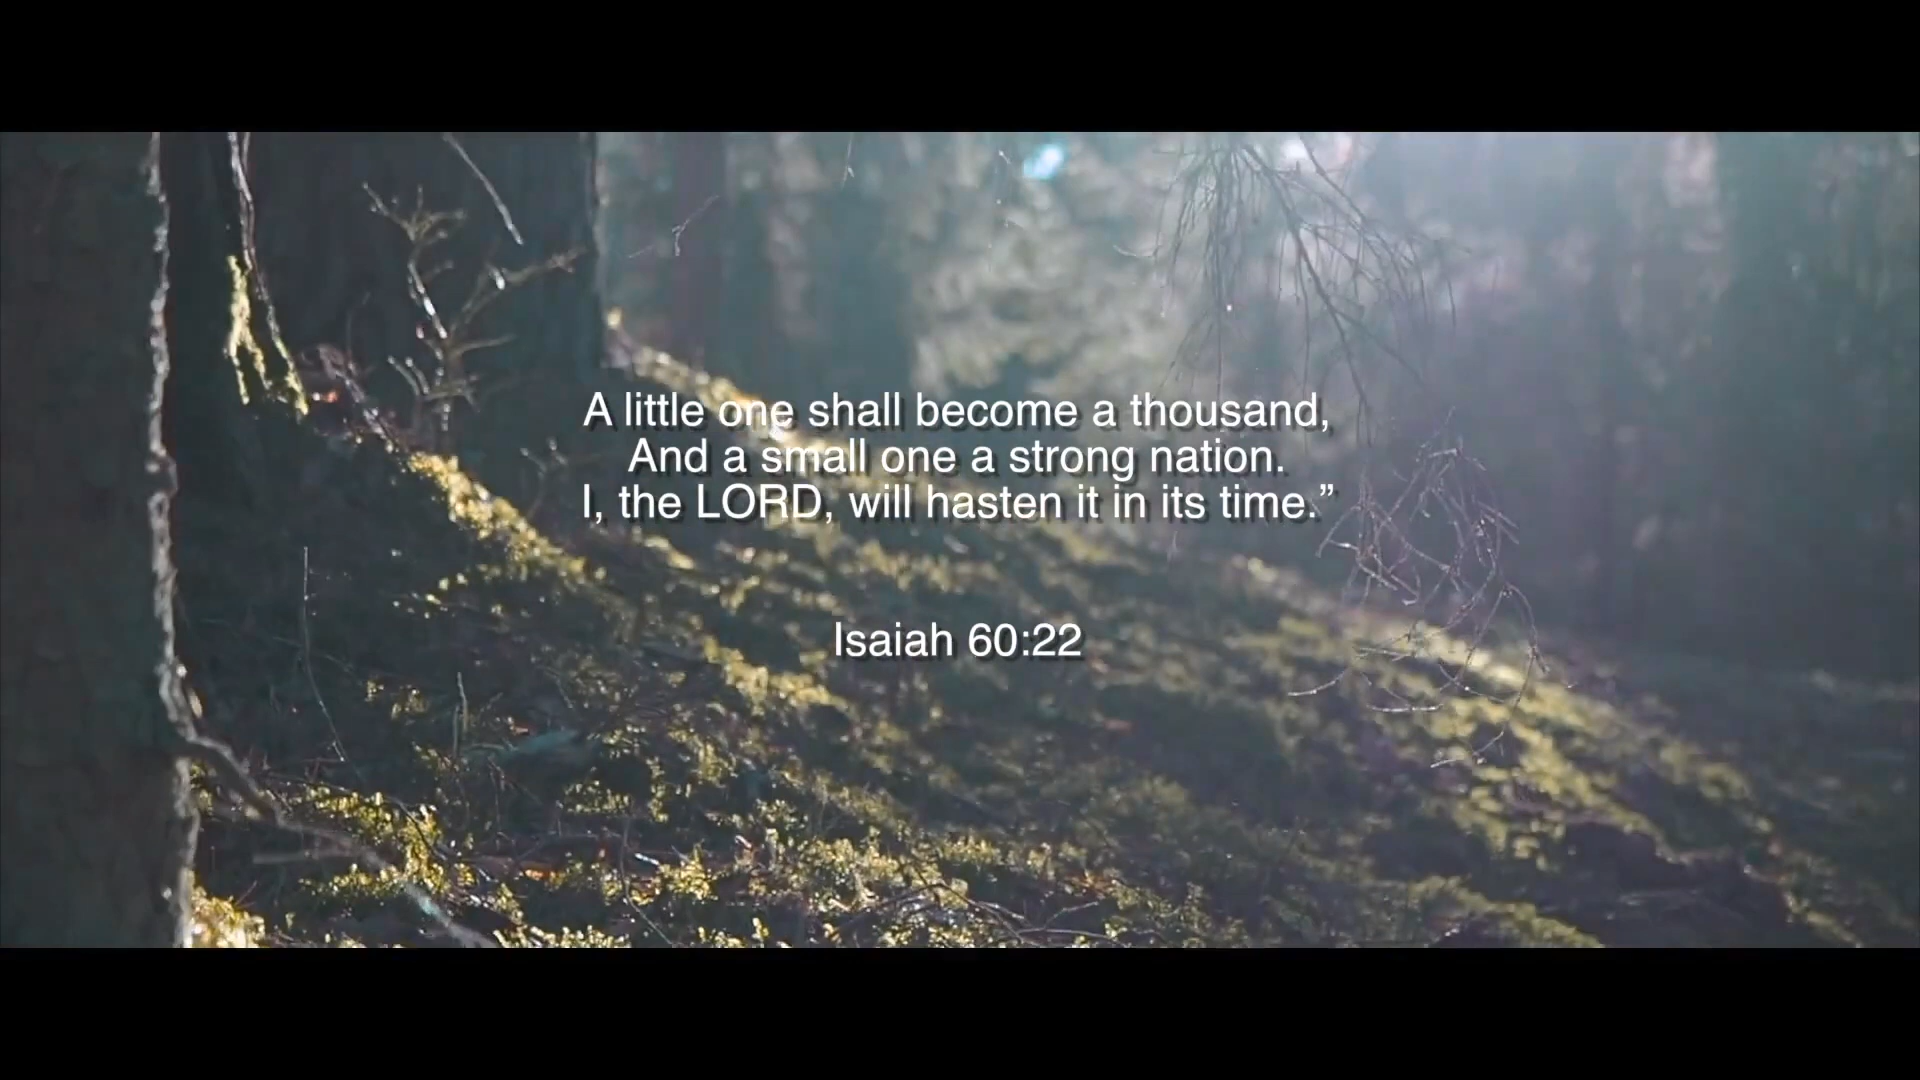 A little one shall become a thousand,
And a small one a strong nation.
I, the LORD, will hasten it in its time.”
Isaiah 60:22